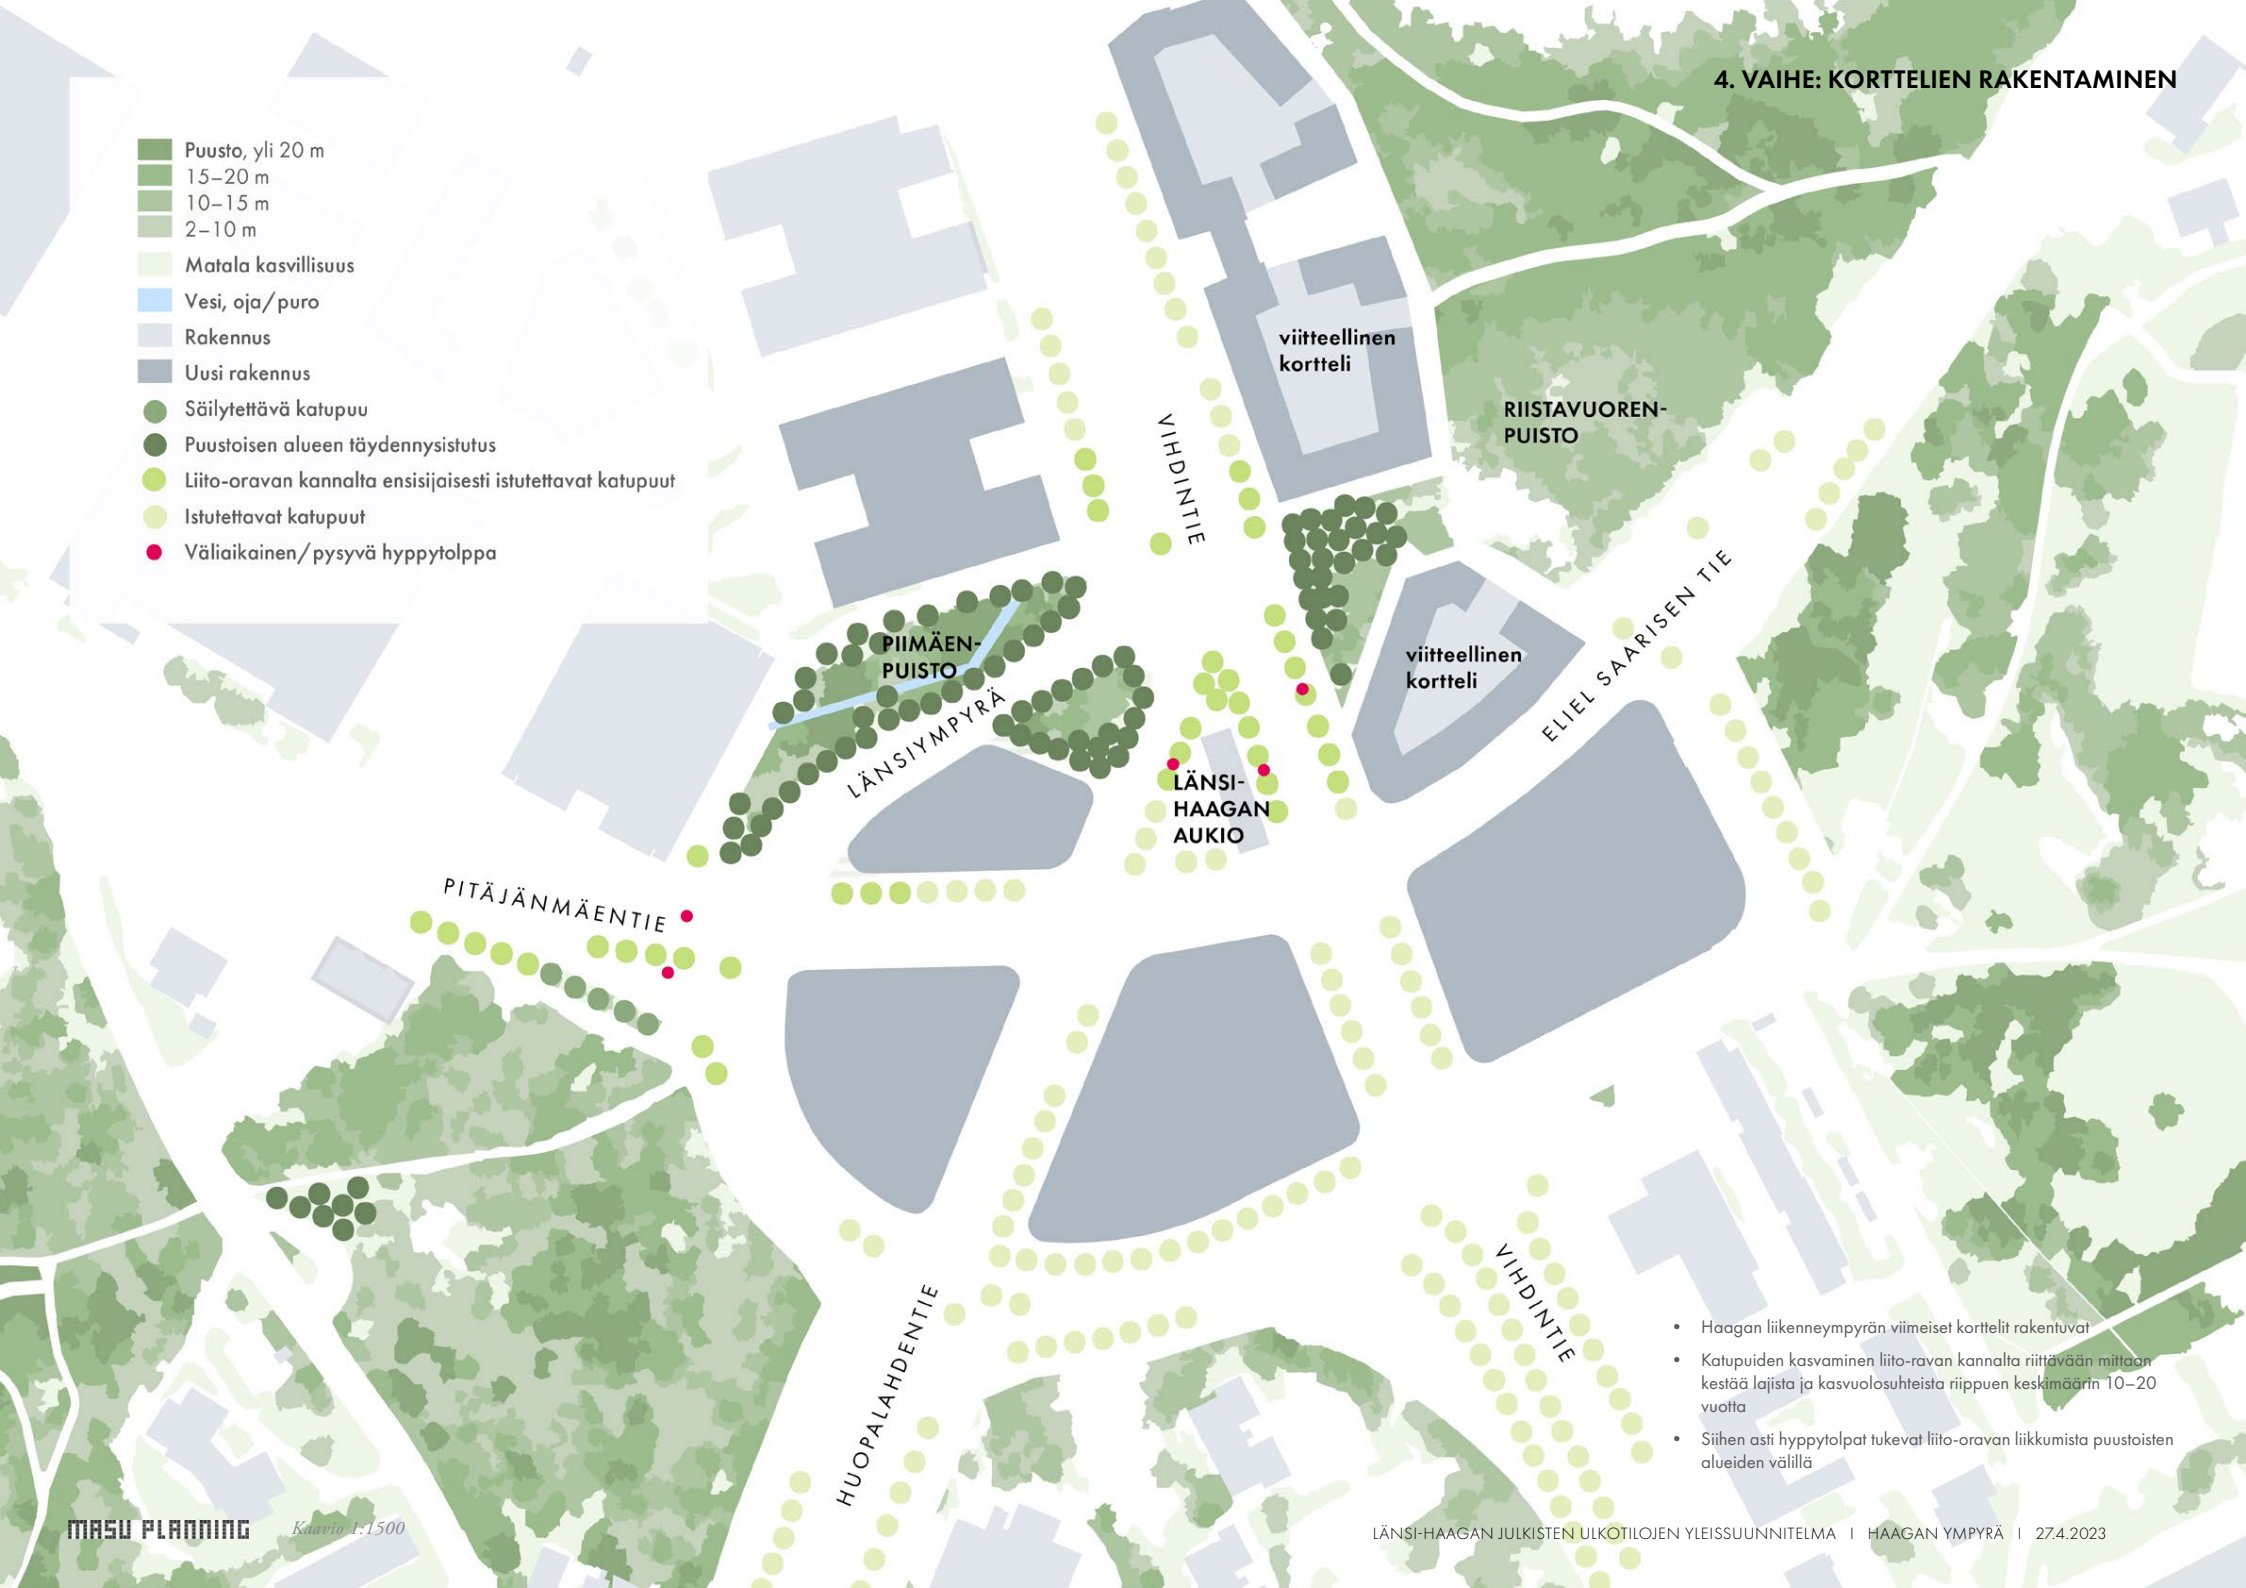 4. VAIHE: KORTTELIEN RAKENTAMINEN
Puusto, yli 20 m
15–20 m
10–15 m
2–10 m
Matala kasvillisuus
Vesi, oja/puro
Rakennus
Uusi rakennus
Säilytettävä katupuu
Puustoisen alueen täydennysistutus
Liito-oravan kannalta ensisijaisesti istutettavat katupuut
Istutettavat katupuut
Väliaikainen/pysyvä hyppytolppa
viitteellinen
kortteli
RIISTAVUOREN-
PUISTO
VIHDINTIE
PIIMÄEN-
PUISTO
LÄNSIYMPYRÄ
viitteellinen
kortteli
ELIEL SAARISEN TIE
LÄNSI-
HAAGAN
AUKIO
PITÄJÄNMÄENTIE
HUOPALAHDENTIE
VIHDINTIE
• Haagan liikenneympyrän viimeiset korttelit rakentuvat
• Katupuiden kasvaminen liito-ravan kannalta riittävään mittaan
kestää lajista ja kasvuolosuhteista riippuen keskimäärin 10–20
vuotta
• Siihen asti hyppytolpat tukevat liito-oravan liikkumista puustoisten
alueiden välillä
MASU PLANNING
Kaavio 1:1500
LÄNSI-HAAGAN JULKISTEN ULKOTILOJEN YLEISSUUNNITELMA I HAAGAN YMPYRÄ I 27.4.2023